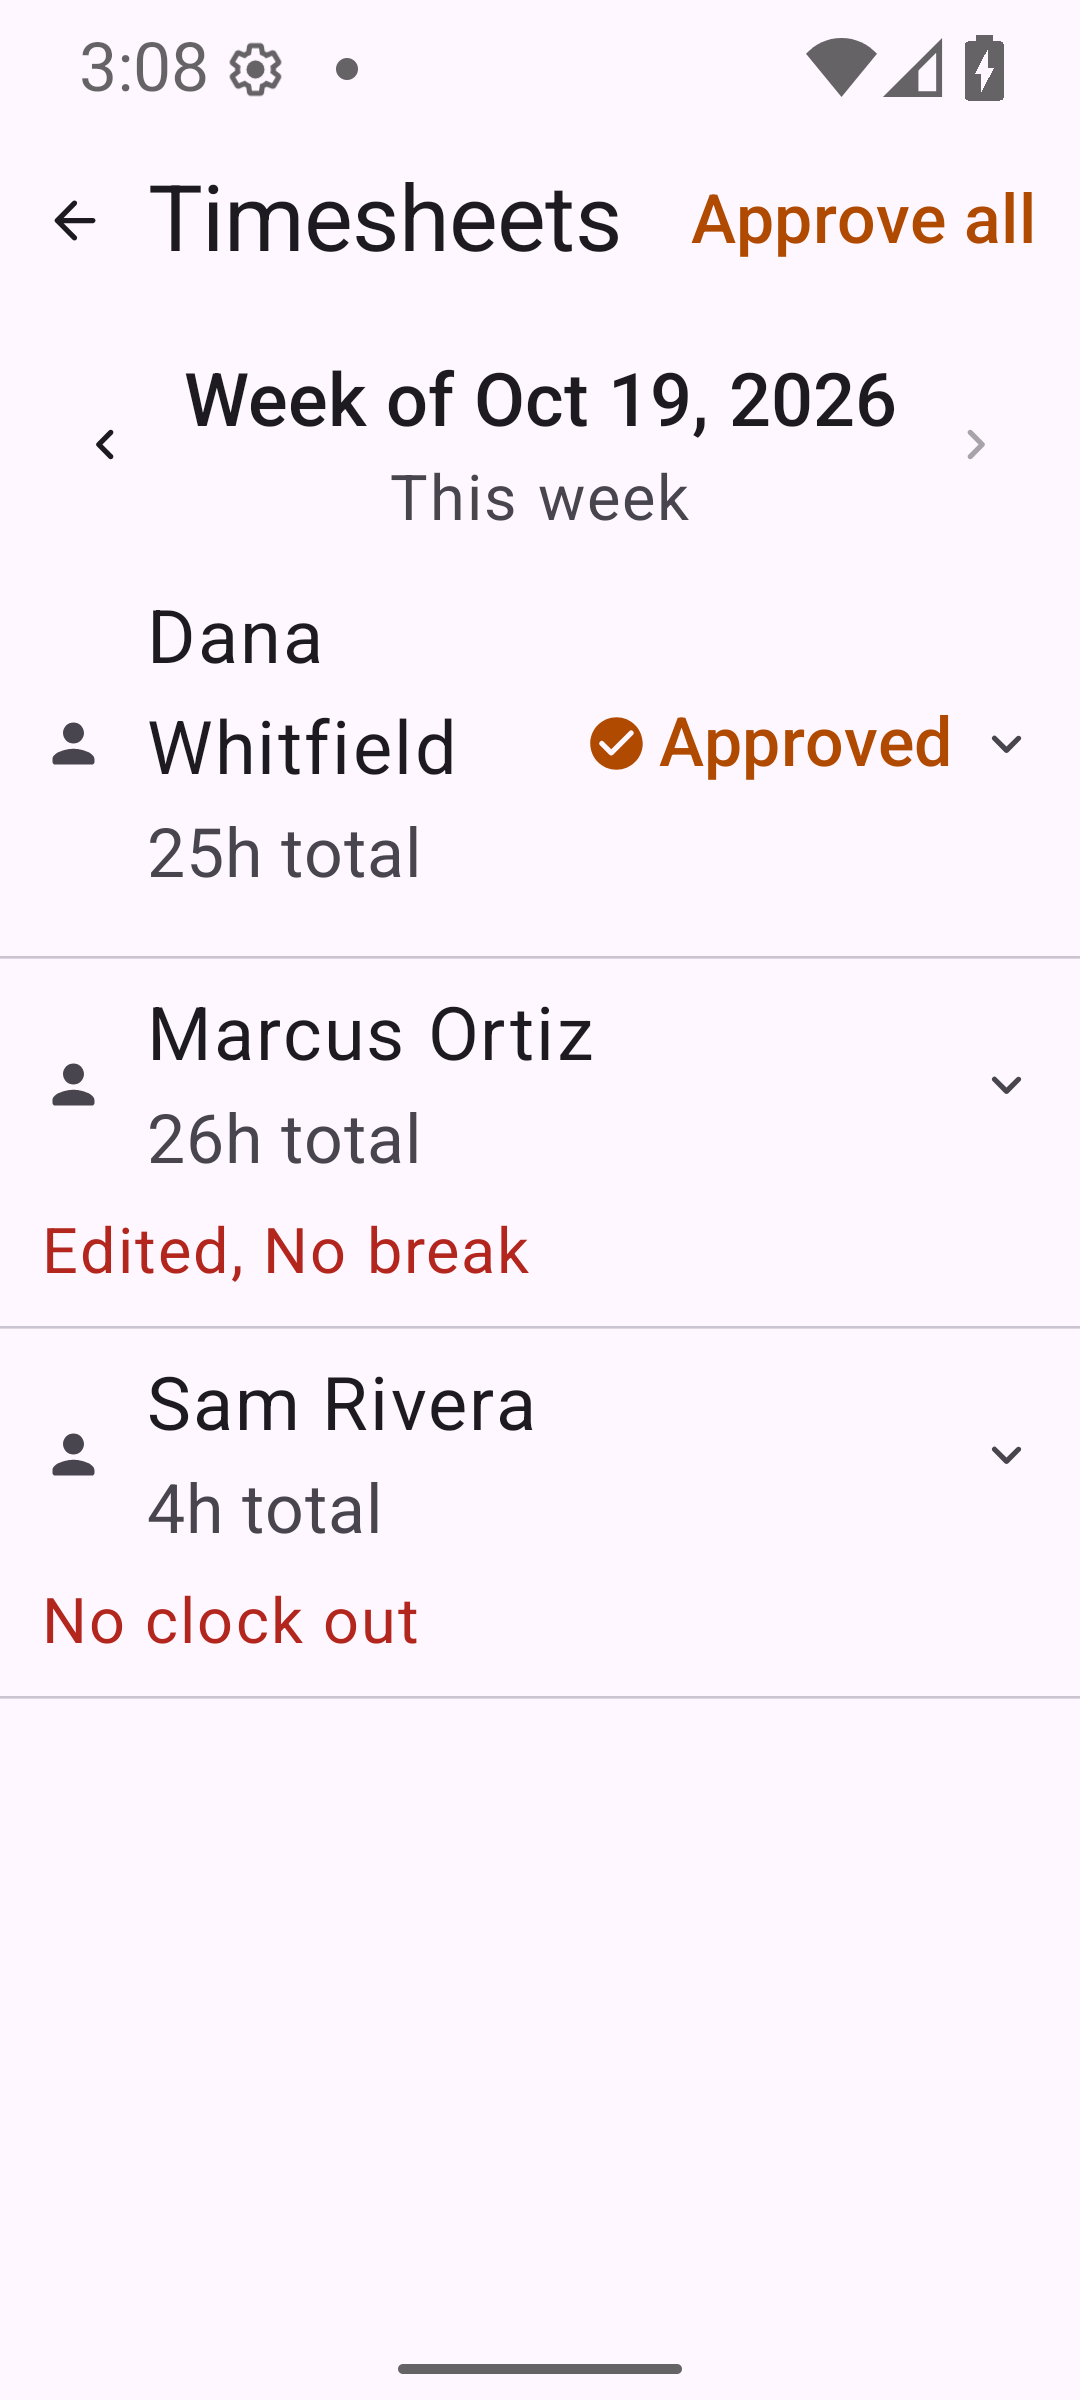 3:08
Timesheets
Approve all
Week of Oct 19, 2026
This week
Dana
Whitfield
Approved
25h total
Marcus Ortiz
26h total
Edited, No break
Sam Rivera
4h total
No clock out